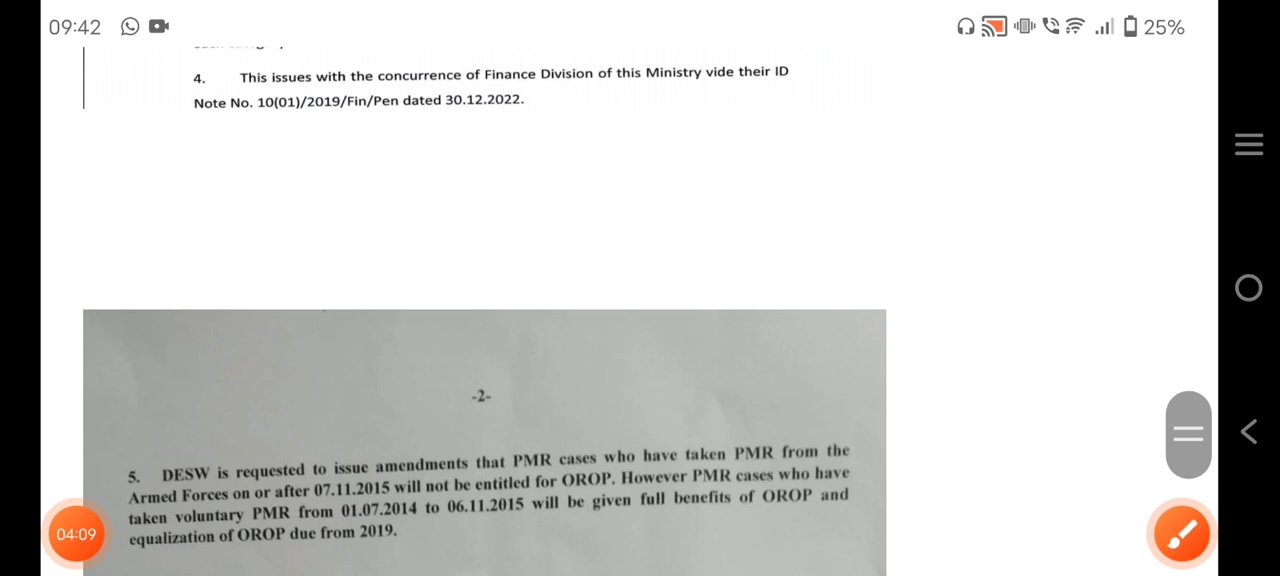 09:42
25%
4. This issues with the concurrence of Finance Division of this Ministry vide their ID
Note No. 10(01)/2019/Fin/Pen dated 30.12.2022.
-2-
5. DESW is requested to issue amendments that PMR cases who have taken PMR from the
Armed Forces on or after 07.11.2015 will not be entitled for OROP. However PMR cases who have
taken voluntary PMR from 01.07.2014 to 06.11.2015 will be given full benefits of OROP and
equalization of OROP due from 2019.
04:09